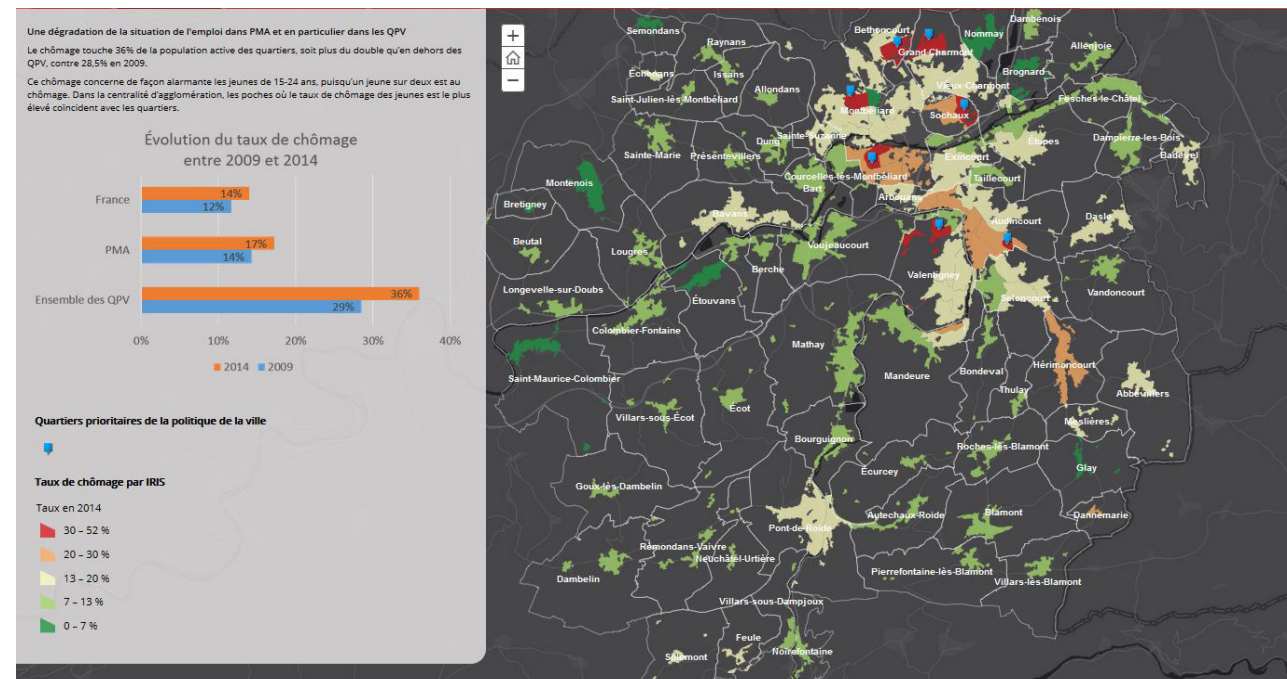 Une dégradation de la situation de l'emploi dans PMA et en particulier dans les QPV
Le chômage touche 36% de la population active des quartiers, soit plus du double qu'en dehors des
QPV, contre 28,5% en 2009.
Ce chômage concerne de façon alarmante les jeunes de 15-24 ans, puisqu'un jeune sur deux est au
chômage. Dans la centralité d'agglomération, les poches où le taux de chômage des jeunes est le plus
élevé coïncident avec les quartiers.
Évolution du taux de chômage
entre 2009 et 2014
France
14%
12%
PMA
17%
14%
Ensemble des QPV
36%
29%
0%
10%
20%
30%
40%
2014
2009
Quartiers prioritaires de la politique de la ville
Taux de chômage par IRIS
Taux en 2014
30 – 52 %
20 – 30 %
13 – 20 %
7 – 13 %
0 – 7 %
+
−
Semondans
Raynans
Bethoncourt
Nommay
Dambenois
Grand-Charmont
Allenjoie
Échenans
Issans
Brognard
Allondans
Vieux-Charmont
Saint-Julien-lès-Montbéliard
Montbéliard
Sochaux
Fesches-le-Châtel
Sainte-Suzanne
Dung
Étupes
Dampierre-les-Bois
Sainte-Marie
Présentevillers
Exincourt
Badevel
Courcelles-lès-Montbéliard
Taillecourt
Montenois
Bart
Arbouans
Bretigney
Bavans
Audincourt
Dasle
Beutal
Lougres
Voujeaucourt
Berche
Valentigney
Longevelle-sur-Doubs
Étouvans
Seloncourt
Vandoncourt
Colombier-Fontaine
Mathay
Saint-Maurice-Colombier
Mandeure
Bondeval
Hérimoncourt
Thulay
Abbévillers
Villars-sous-Écot
Écot
Meslières
Bourguignon
Roches-lès-Blamont
Glay
Écurcey
Goux-lès-Dambelin
Autechaux-Roide
Blamont
Dannemarie
Pont-de-Roide
Rémondans-Vaivre
Neuchâtel-Urtière
Dambelin
Pierrefontaine-lès-Blamont
Villars-lès-Blamont
Villars-sous-Dampjoux
Feule
Solemont
Noirefontaine